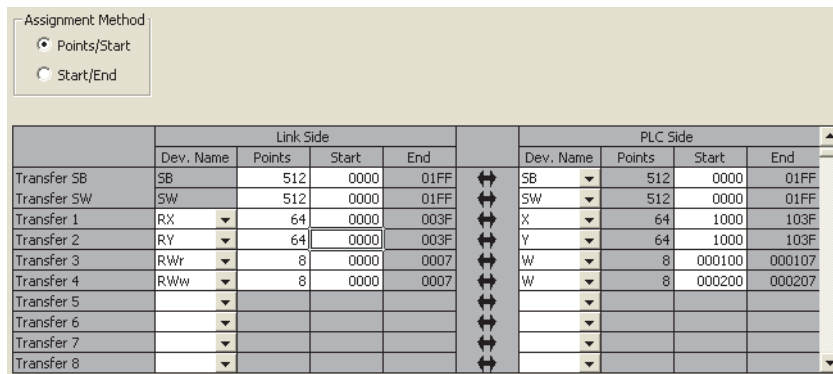 Assignment Method
Points/Start
Start/End
Link Side PLC Side
Dev. Name Points Start End Dev. Name Points Start End
Transfer SB SB 512 0000 01FF SB 512 0000 01FF
Transfer SW SW 512 0000 01FF SW 512 0000 01FF
Transfer 1 RX 64 0000 003F X 64 1000 103F
Transfer 2 RY 64 0000 003F Y 64 1000 103F
Transfer 3 RWr 8 0000 0007 W 8 000100 000107
Transfer 4 RWw 8 0000 0007 W 8 000200 000207
Transfer 5
Transfer 6
Transfer 7
Transfer 8